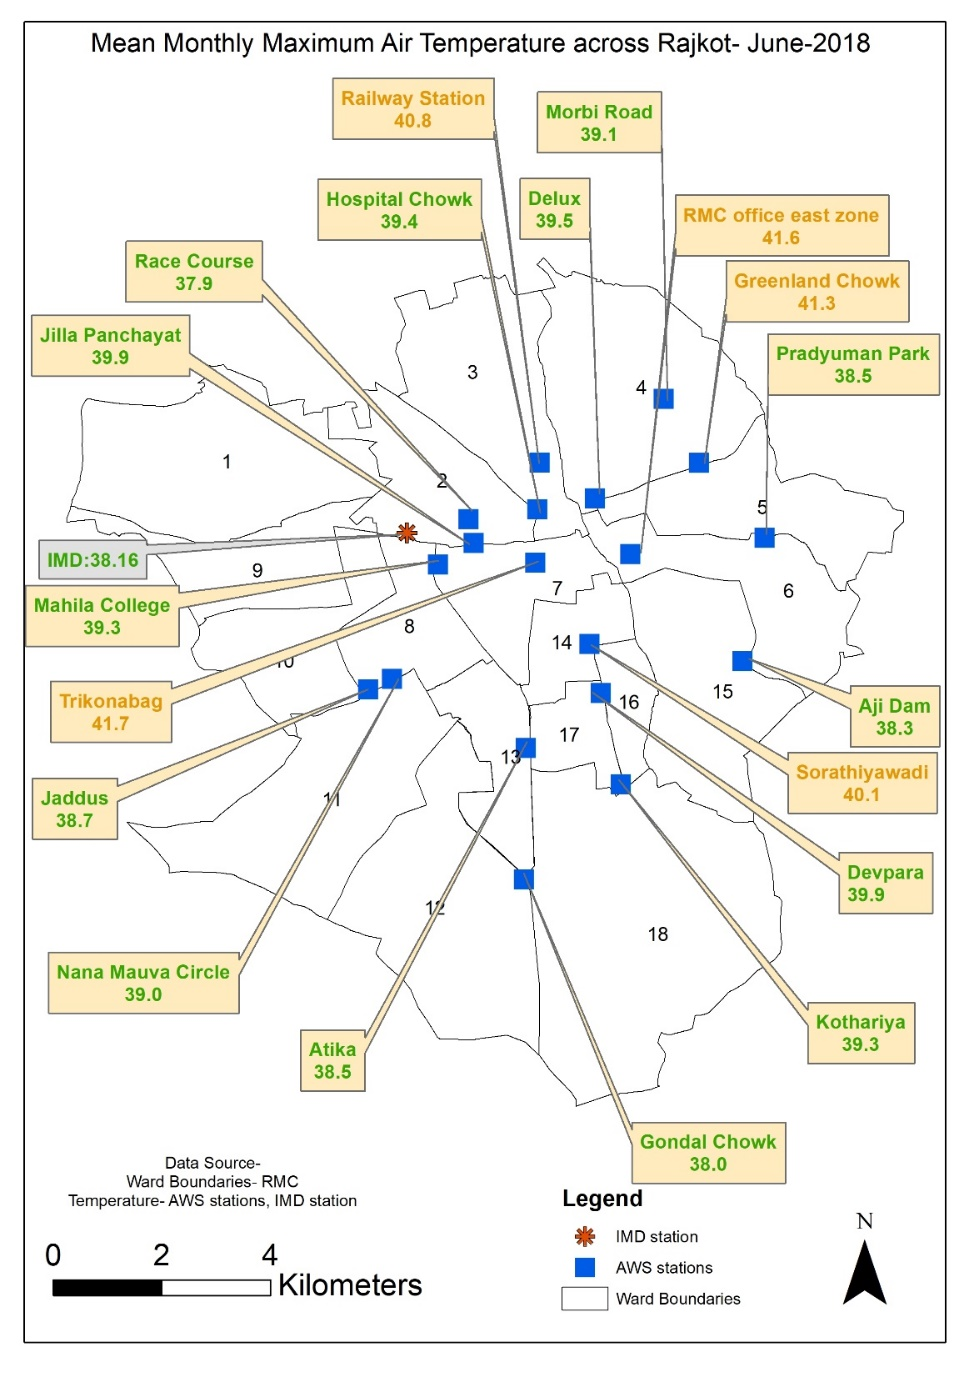 Mean Monthly Maximum Air Temperature across Rajkot- June-2018
Railway Station
40.8
Morbi Road
39.1
Hospital Chowk
39.4
Delux
39.5
RMC office east zone
41.6
Race Course
37.9
Greenland Chowk
41.3
Jilla Panchayat
39.9
Pradyuman Park
38.5
3
4
1
2
5
IMD:38.16
9
7
6
Mahila College
39.3
8
14
10
15
16
Trikonabag
41.7
Aji Dam
38.3
17
13
Sorathiyawadi
40.1
Jaddus
38.7
11
Devpara
39.9
12
18
Nana Mauva Circle
39.0
Kothariya
39.3
Atika
38.5
Gondal Chowk
38.0
Data Source-
Ward Boundaries- RMC
Temperature- AWS stations, IMD station
0 2 4
Kilometers
Legend
IMD station
AWS stations
Ward Boundaries
N